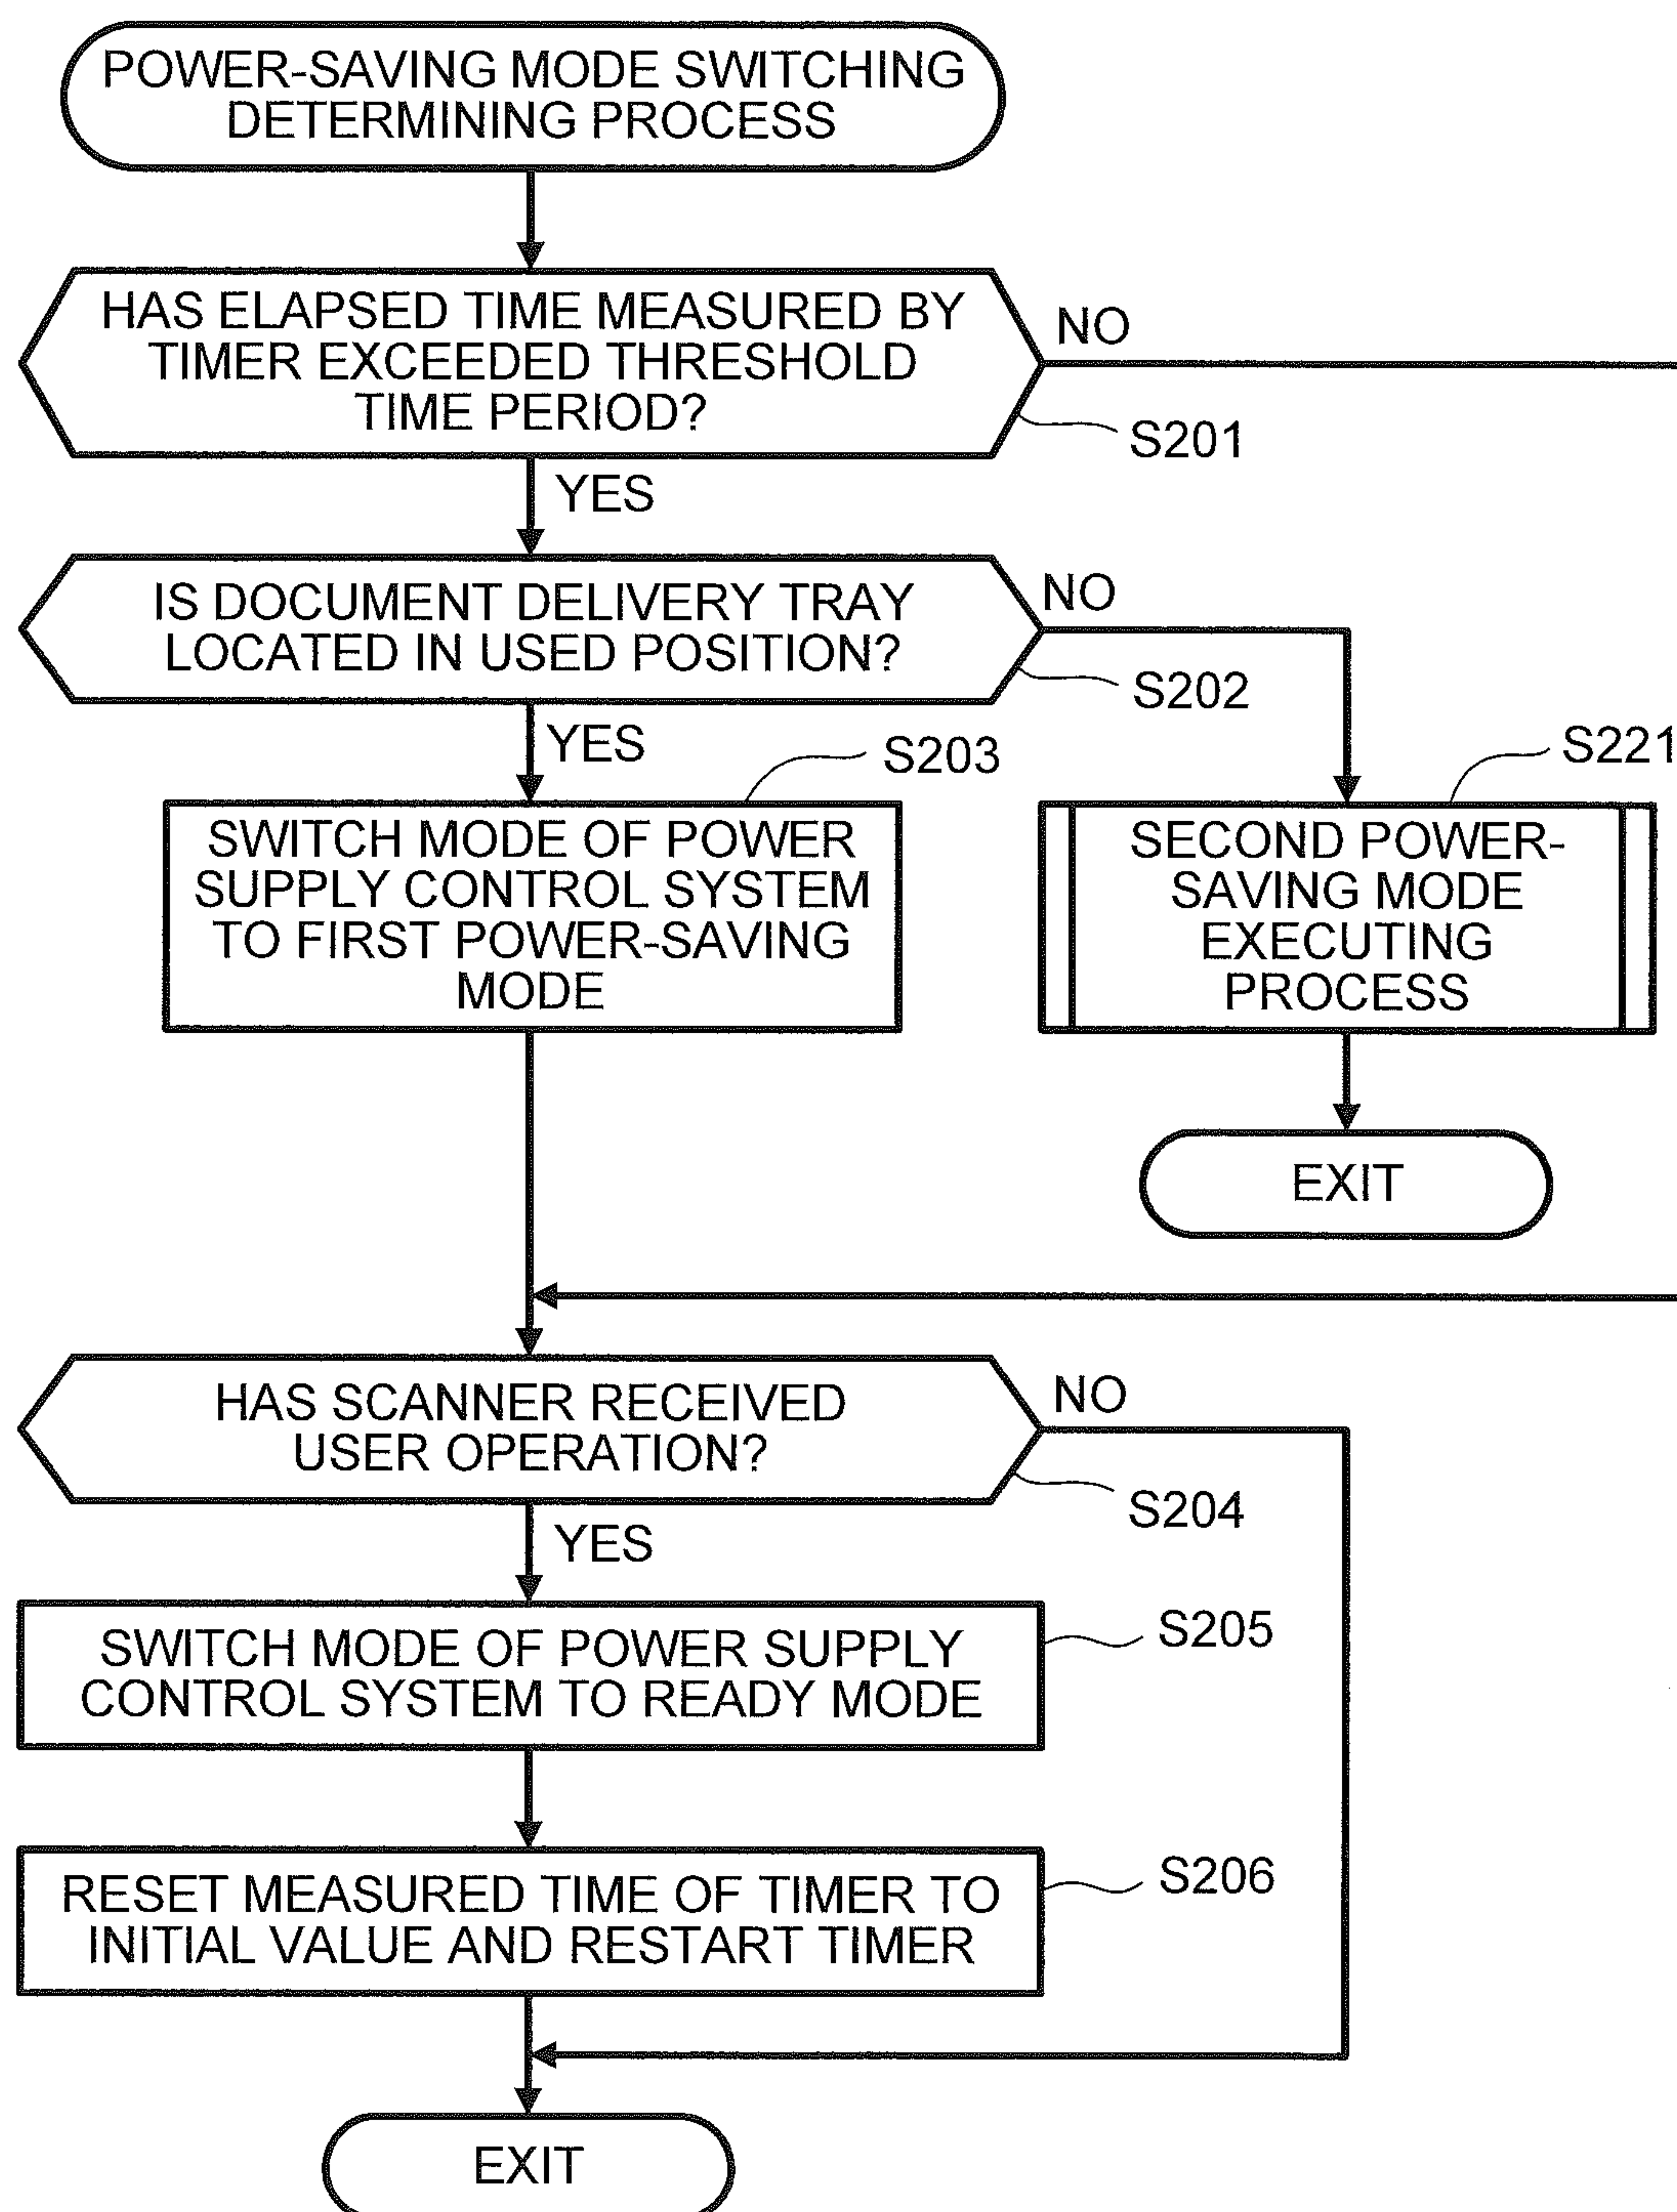 POWER-SAVING MODE SWITCHING
DETERMINING PROCESS
HAS ELAPSED TIME MEASURED BY
TIMER EXCEEDED THRESHOLD
TIME PERIOD?
NO
S201
YES
IS DOCUMENT DELIVERY TRAY
LOCATED IN USED POSITION?
NO
S202
YES
S203
S221
SWITCH MODE OF POWER
SUPPLY CONTROL SYSTEM
TO FIRST POWER-SAVING
MODE
SECOND POWER-
SAVING MODE
EXECUTING
PROCESS
EXIT
HAS SCANNER RECEIVED
USER OPERATION?
NO
S204
YES
SWITCH MODE OF POWER SUPPLY
CONTROL SYSTEM TO READY MODE
S205
RESET MEASURED TIME OF TIMER TO
INITIAL VALUE AND RESTART TIMER
S206
EXIT